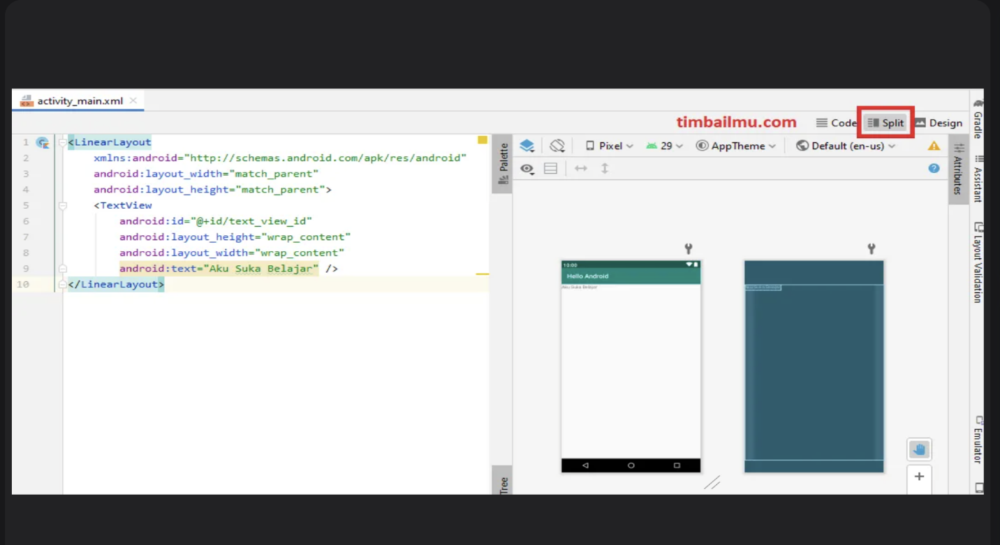 activity_main.xml
timbailmu.com
Code
Split
Design
Gradle
1 <LinearLayout
2 xmlns:android="http://schemas.android.com/apk/res/android"
3 android:layout_width="match_parent"
4 android:layout_height="match_parent">
5 <TextView
6 android:id="@+id/text_view_id"
7 android:layout_height="wrap_content"
8 android:layout_width="wrap_content"
9 android:text="Aku Suka Belajar" />
10 </LinearLayout>
Palette
Pixel
29
AppTheme
Default (en-us)
Attributes
Assistant
Layout Validation
10:00
Hello Android
Aku Suka Belajar
Aku Suka Belajar
Emulator
Tree